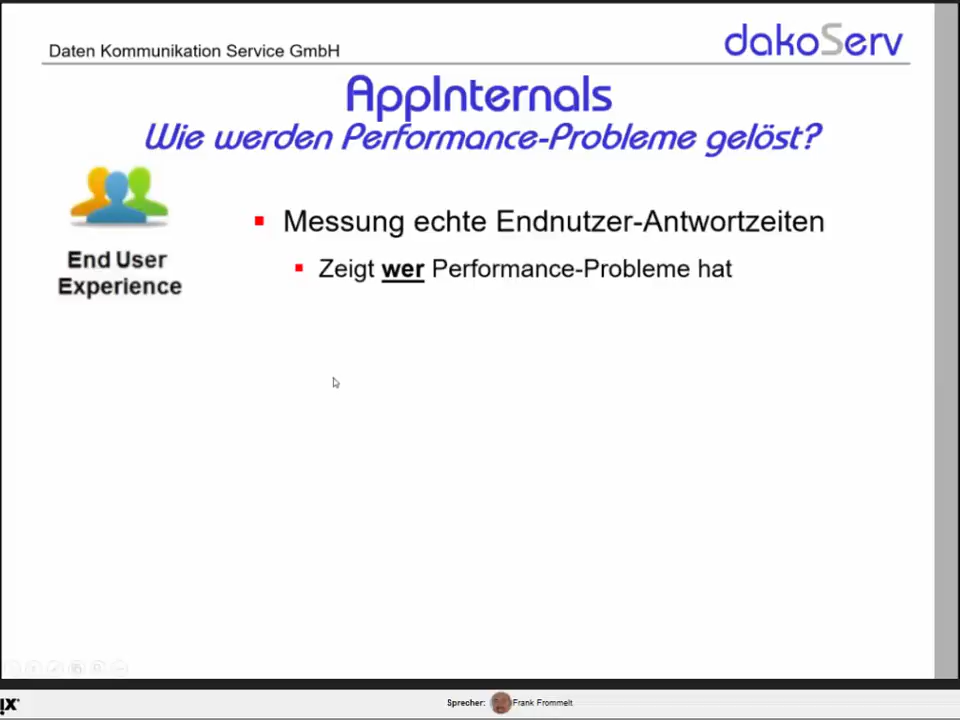 Daten Kommunikation Service GmbH
dakoServ
AppInternals
Wie werden Performance-Probleme gelöst?
End User
Experience
Messung echte Endnutzer-Antwortzeiten
Zeigt wer Performance-Probleme hat
Sprecher: Frank Frommelt